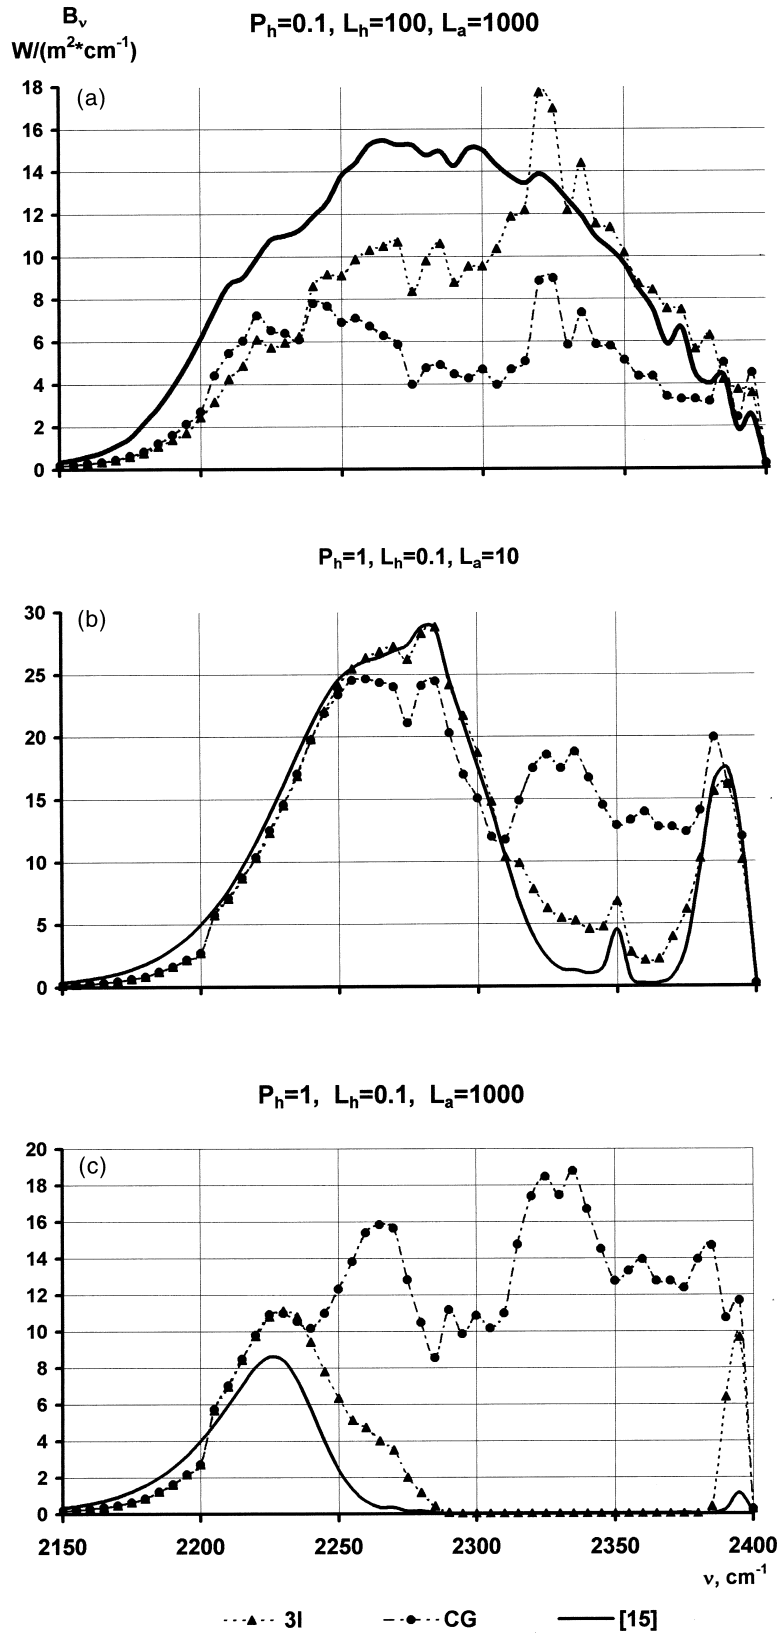 Bν
W/(m²*cm⁻¹)
Pₕ=0.1, Lₕ=100, Lₐ=1000
(a)
18
16
14
12
10
8
6
4
2
0
Pₕ=1, Lₕ=0.1, Lₐ=10
(b)
30
25
20
15
10
5
0
Pₕ=1, Lₕ=0.1, Lₐ=1000
(c)
20
18
16
14
12
10
8
6
4
2
0
2150 2200 2250 2300 2350 2400
ν, cm⁻¹
3I CG [15]